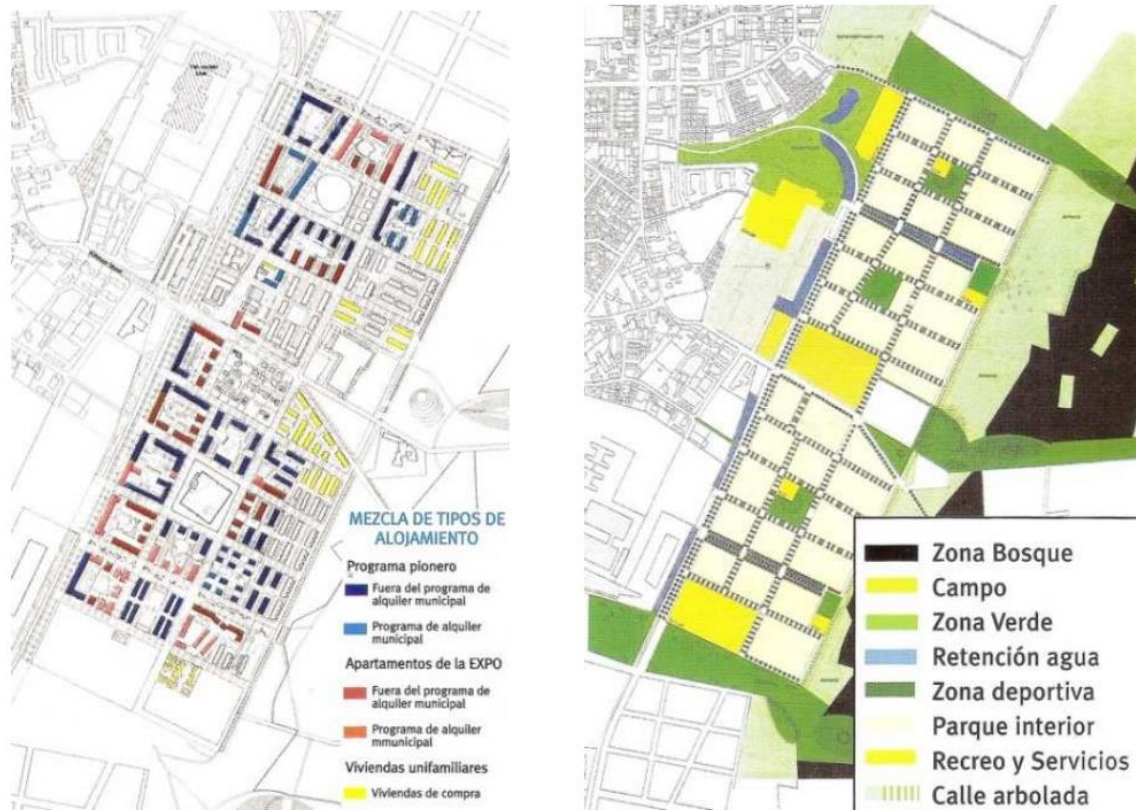 MEZCLA DE TIPOS DE
ALOJAMIENTO
Programa pionero
Fuera del programa de
alquiler municipal
Programa de alquiler
municipal
Apartamentos de la EXPO
Fuera del programa de
alquiler municipal
Programa de alquiler
mmunicipal
Viviendas unifamiliares
Viviendas de compra
Zona Bosque
Campo
Zona Verde
Retención agua
Zona deportiva
Parque interior
Recreo y Servicios
Calle arbolada